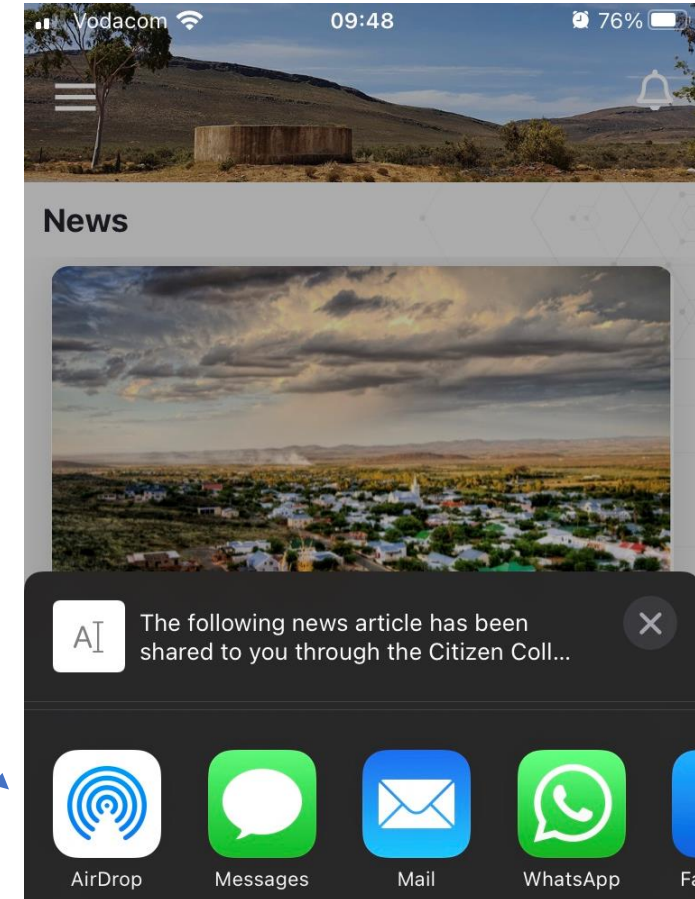 Vodacom 09:48 76%
News
A
The following news article has been
shared to you through the Citizen Coll...
AirDrop Messages Mail WhatsApp Fa